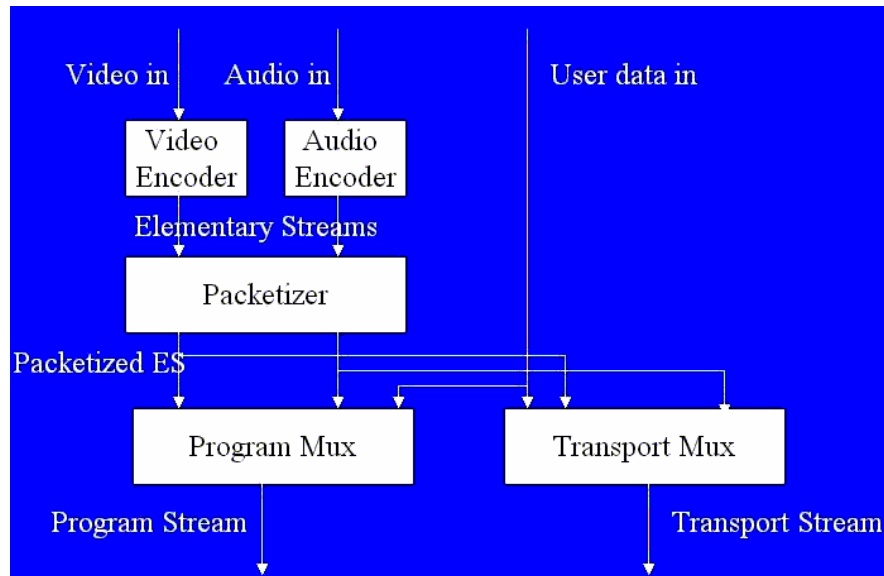 Video in
Audio in
User data in
Video
Encoder
Audio
Encoder
Elementary Streams
Packetizer
Packetized ES
Program Mux
Transport Mux
Program Stream
Transport Stream